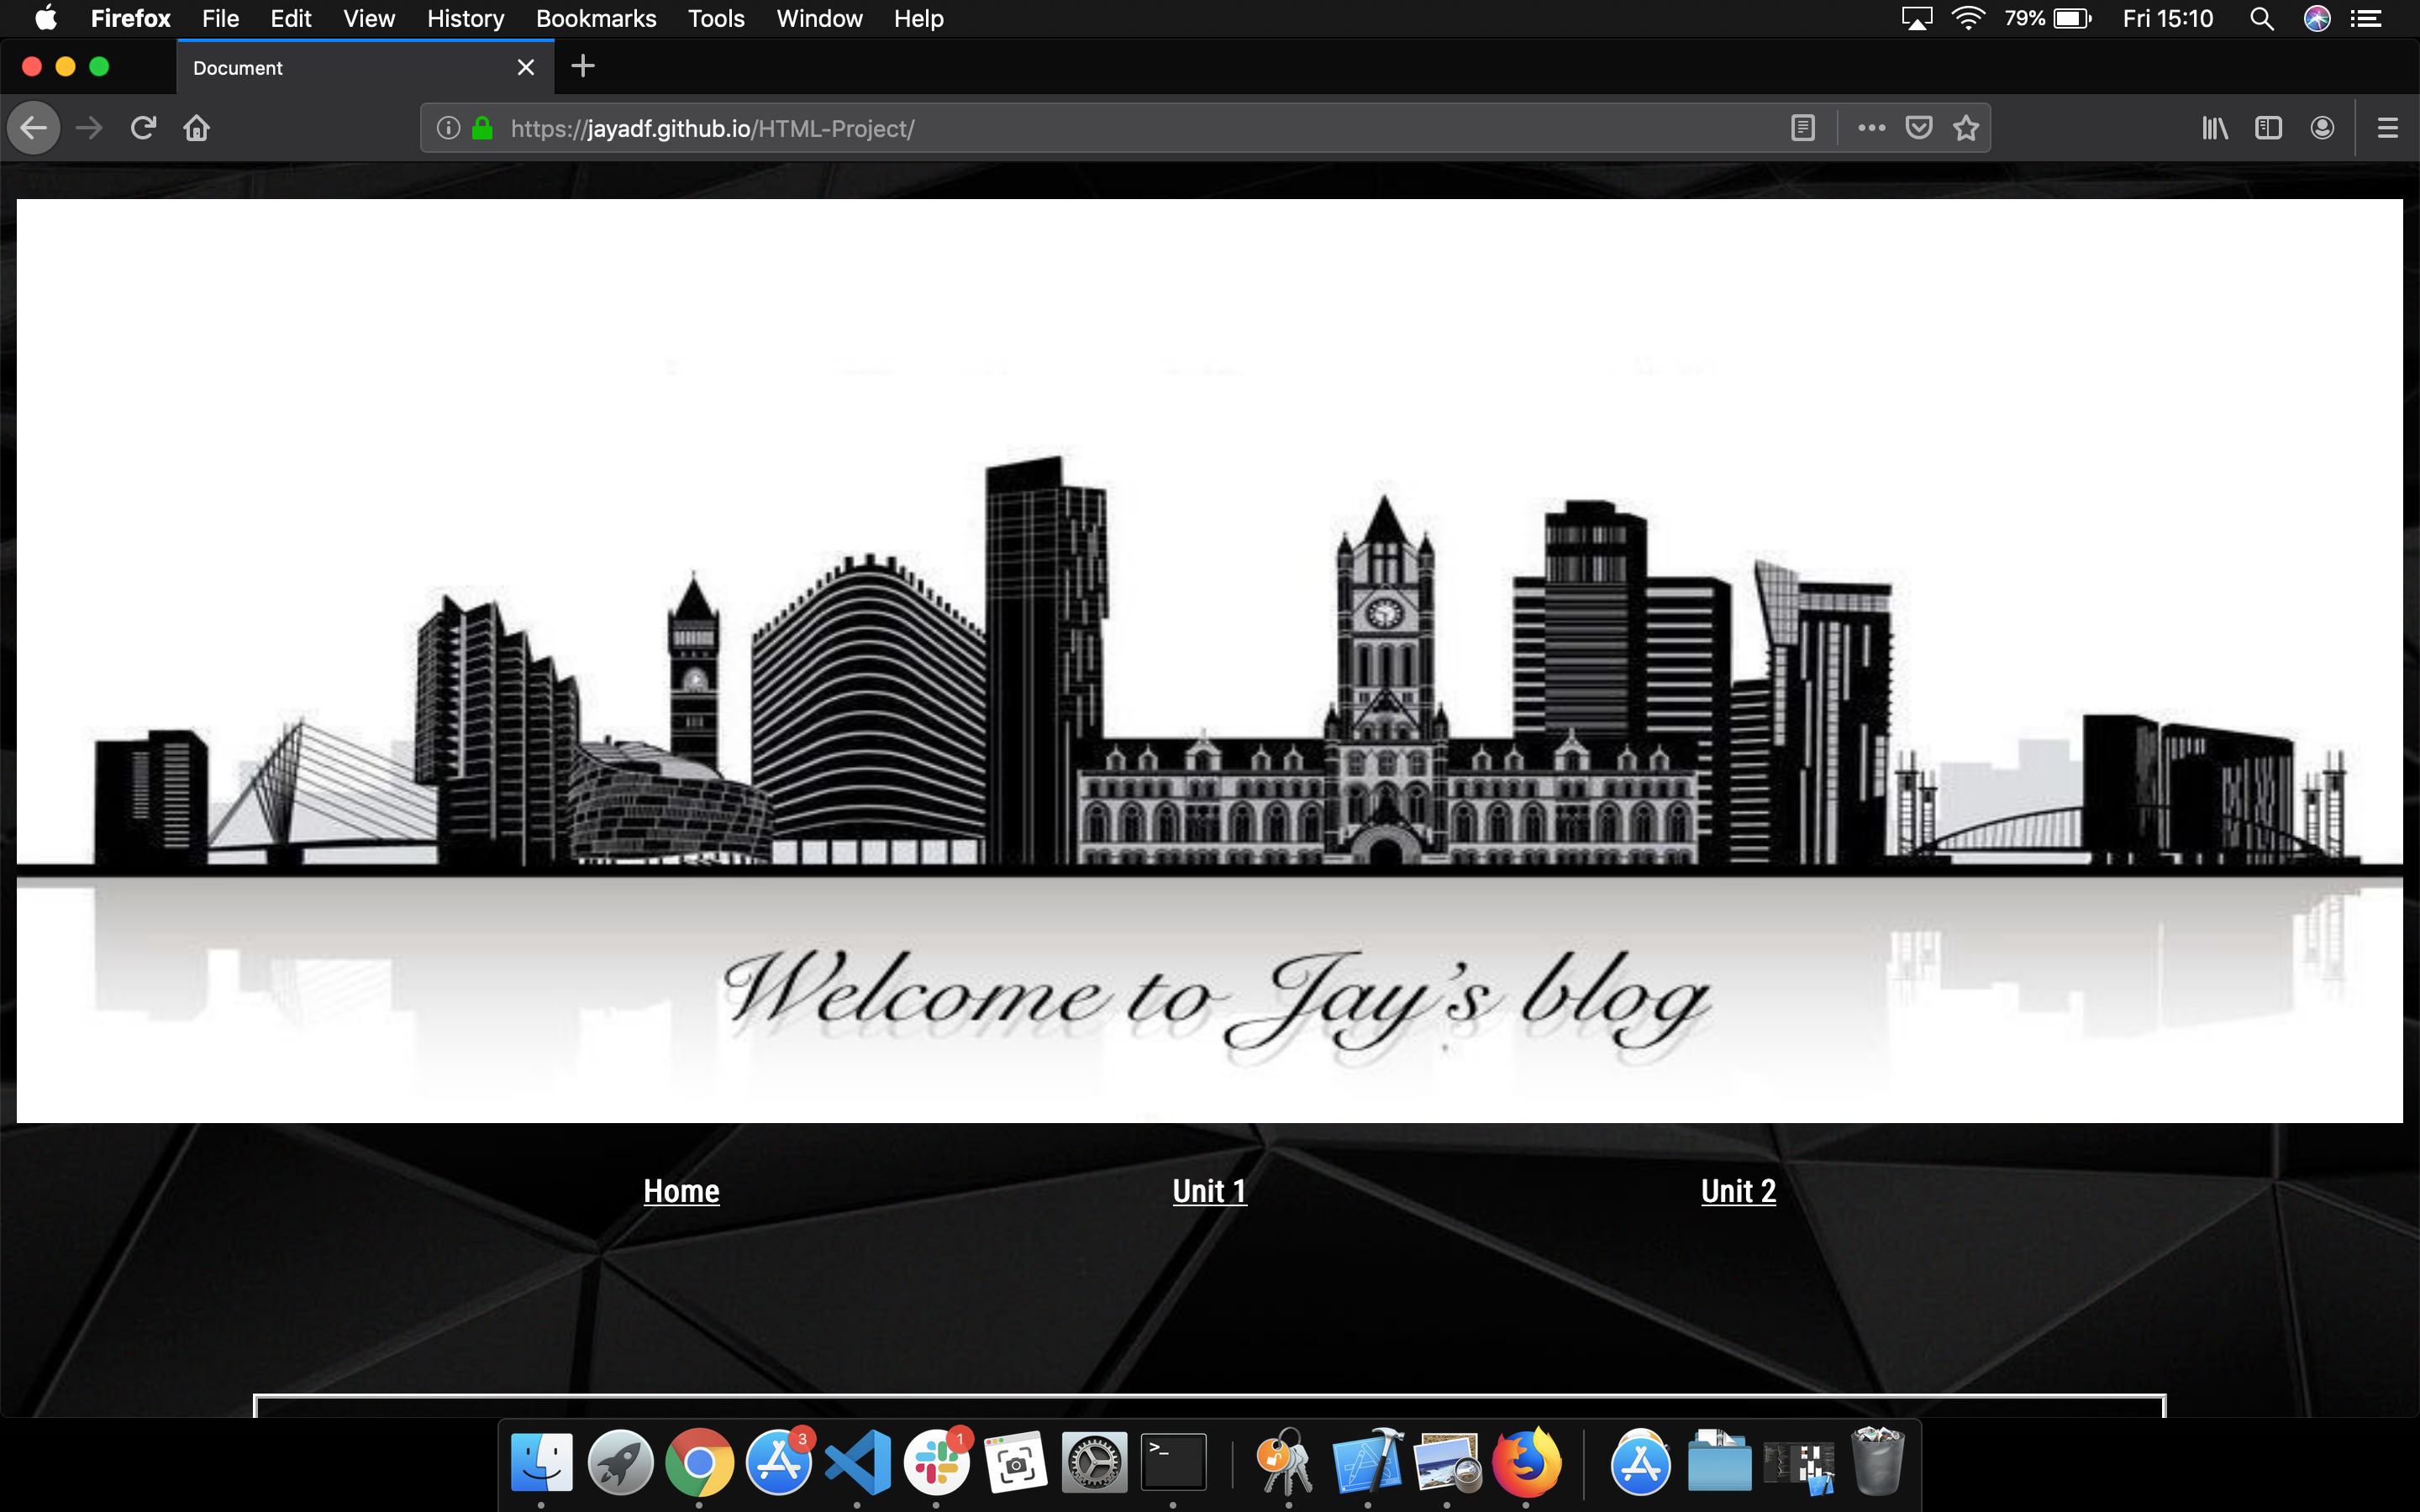 Firefox File Edit View History Bookmarks Tools Window Help 79% Fri 15:10
Document
https://jayadf.github.io/HTML-Project/
Welcome to Jay's blog
Home Unit 1 Unit 2
3 1
>_